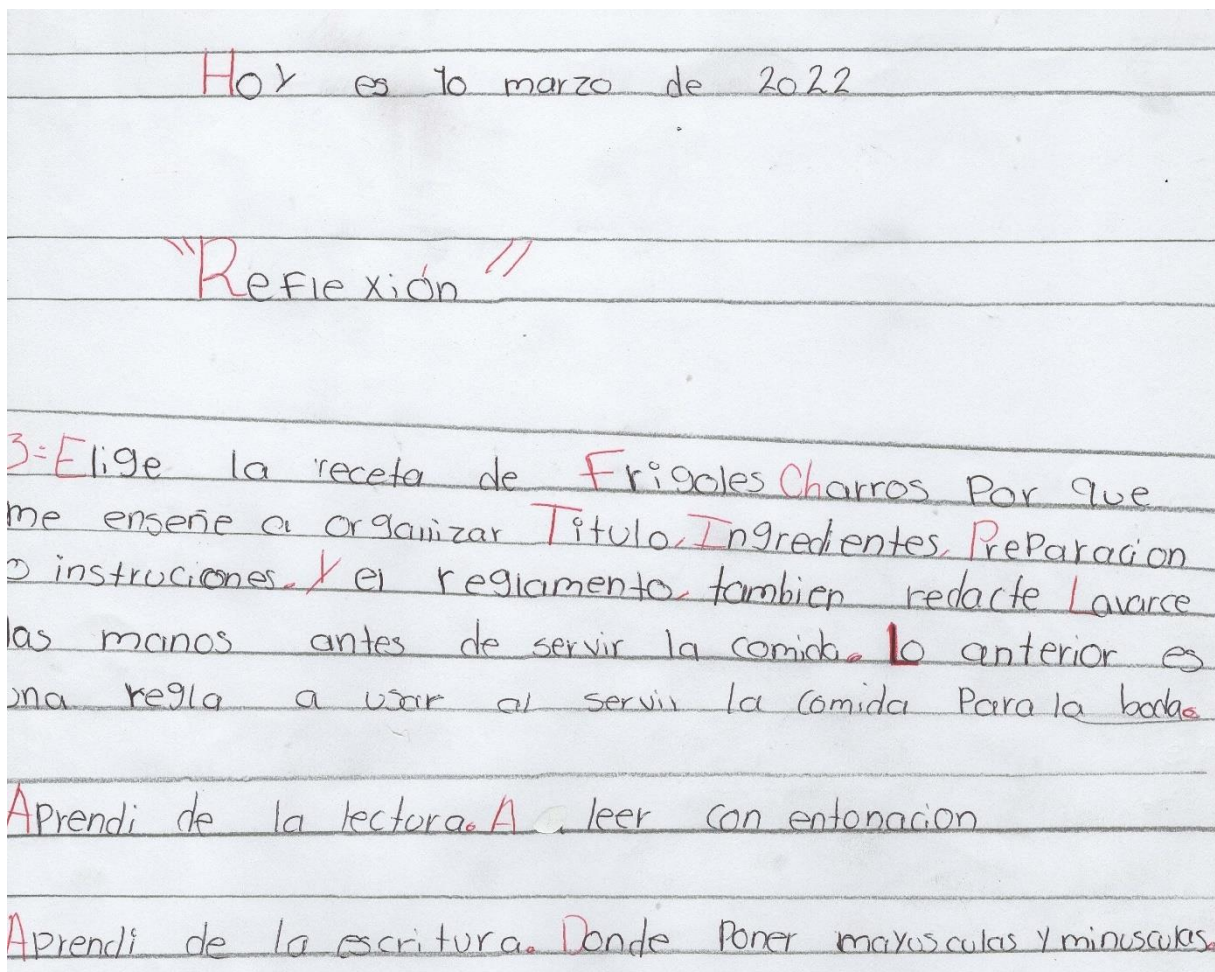 Hoy es 10 marzo de 2022
"Reflexión"
3=Elige la receta de Frigoles Charros Por que
me enseñe a organizar Titulo, Ingredientes, Preparacion
o instruciones. Y el reglamento, tambien redacte Lavarce
las manos antes de servir la comida. lo anterior es
una regla a usar al servir la comida Para la boda.
Aprendi de la lectora. A leer con entonacion
Aprendi de la escritura. Donde Poner mayusculas y minusculas.